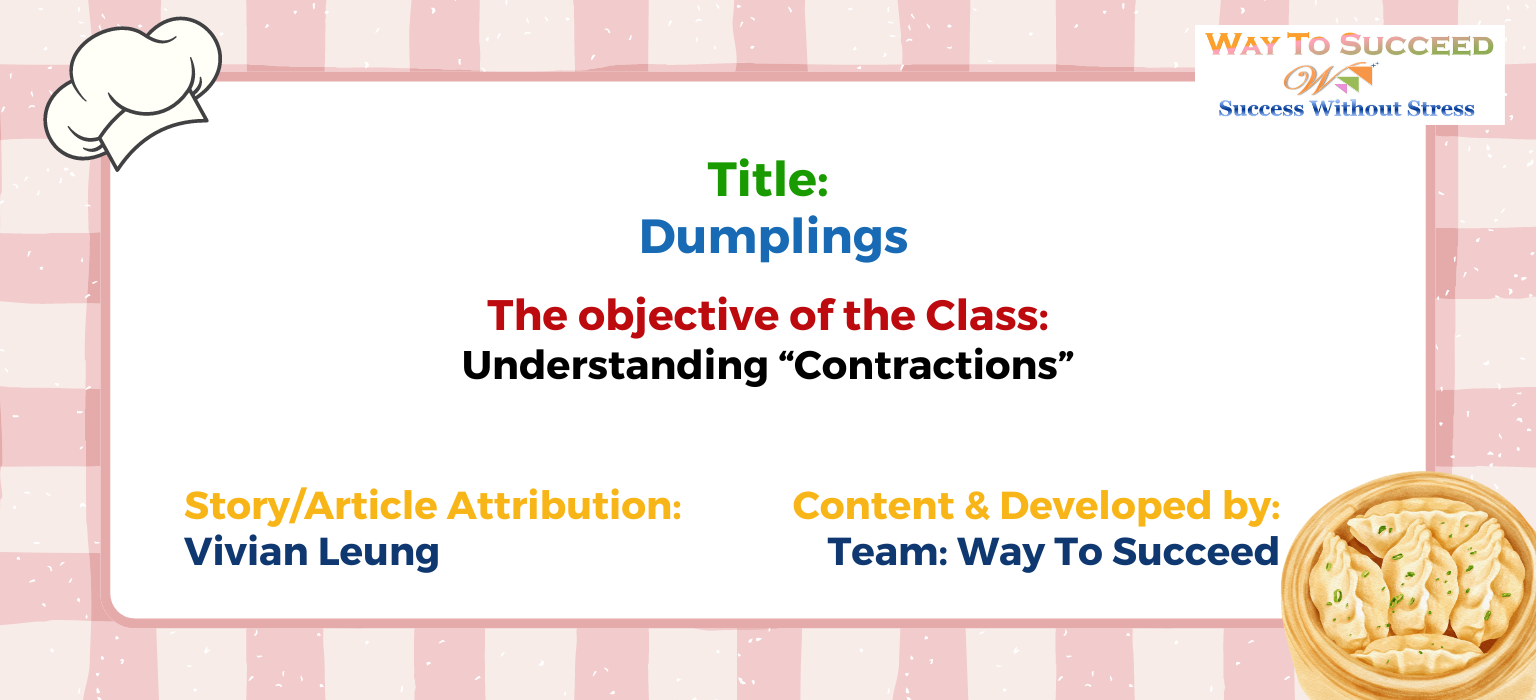 WAY TO SUCCEED
W
Success Without Stress
Title:
Dumplings
The objective of the Class:
Understanding “Contractions”
Story/Article Attribution:
Vivian Leung
Content & Developed by:
Team: Way To Succeed